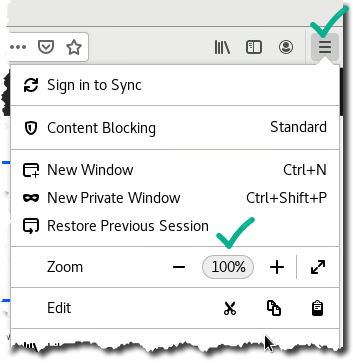 Sign in to Sync
Content Blocking Standard
New Window Ctrl+N
New Private Window Ctrl+Shift+P
Restore Previous Session
Zoom 100%
Edit